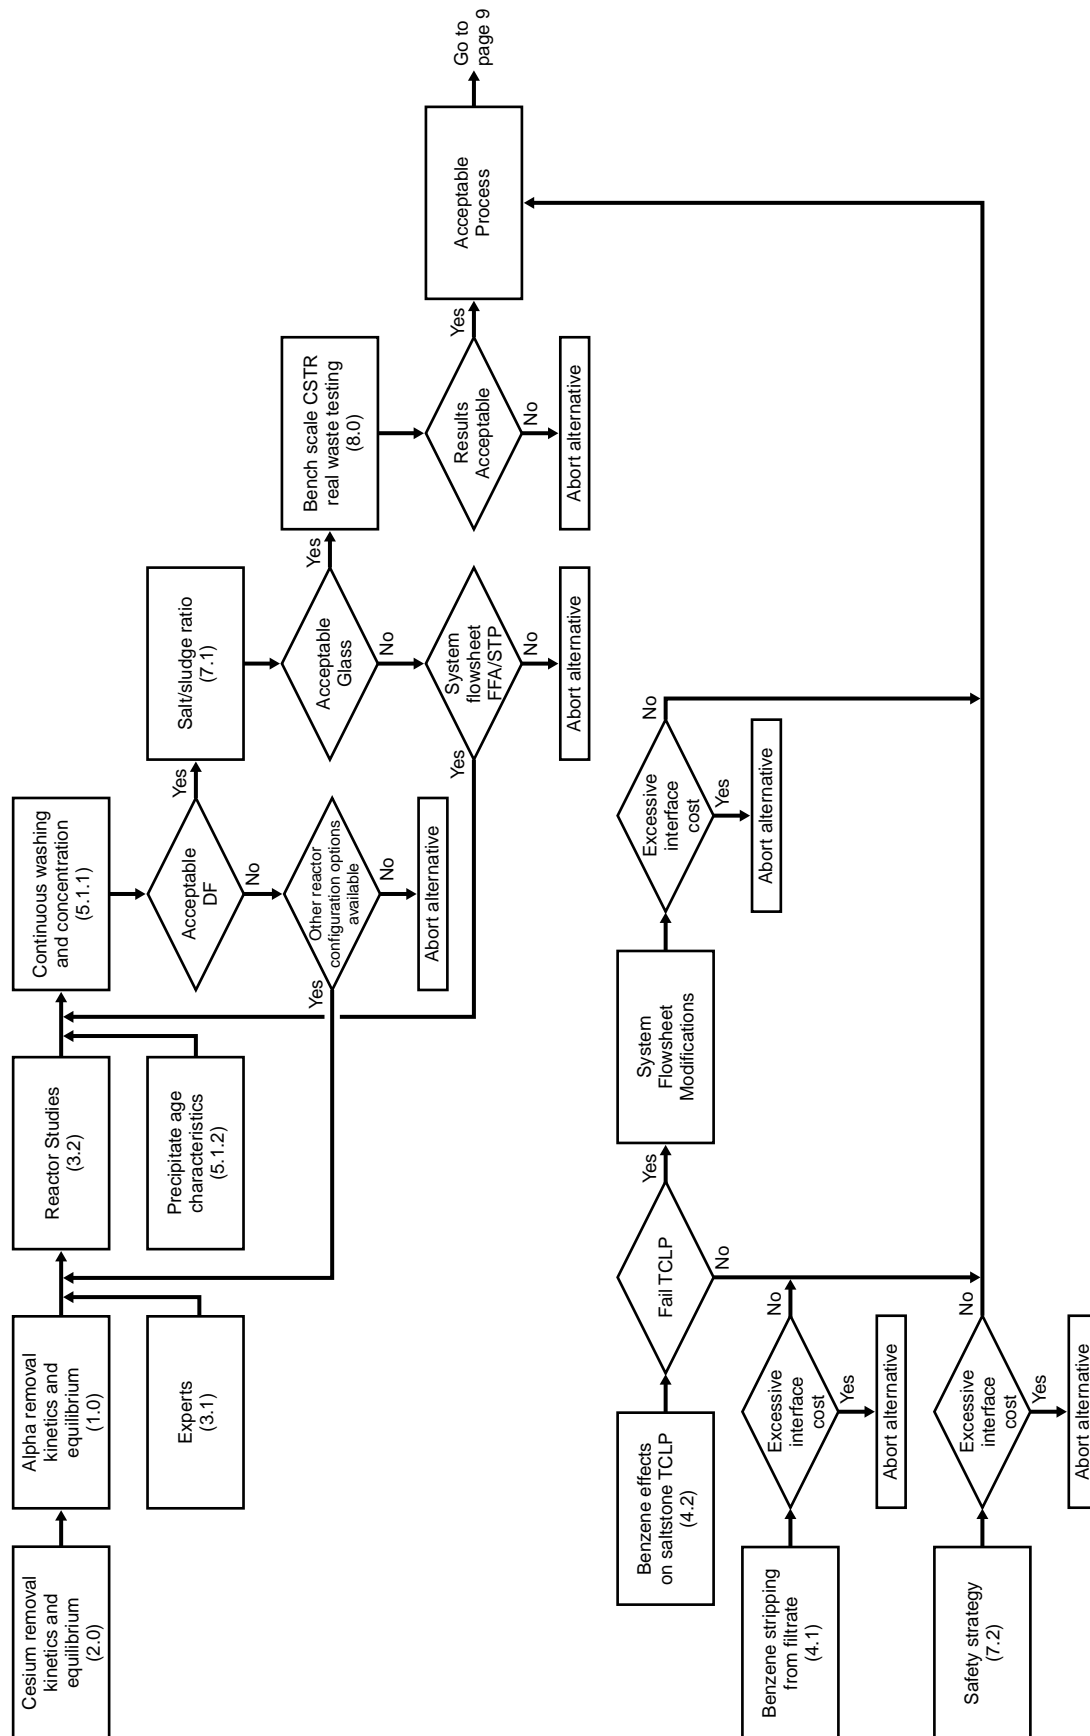 Cesium removal
kinetics and
equilibrium
(2.0)
Alpha removal
kinetics and
equilibrium
(1.0)
Experts
(3.1)
Reactor Studies
(3.2)
Precipitate age
characteristics
(5.1.2)
Continuous washing
and concentration
(5.1.1)
Acceptable
DF
Yes
No
Other reactor
configuration options
available
Yes
No
Abort alternative
Salt/sludge ratio
(7.1)
Acceptable
Glass
Yes
No
System
flowsheet
FFA/STP
Yes
No
Abort alternative
Bench scale CSTR
real waste testing
(8.0)
Results
Acceptable
Yes
No
Abort alternative
Acceptable
Process
Go to
page 9
Benzene effects
on saltstone TCLP
(4.2)
Fail TCLP
Yes
No
System
Flowsheet
Modifications
Excessive
interface
cost
No
Yes
Abort alternative
Benzene stripping
from filtrate
(4.1)
Excessive
interface
cost
No
Yes
Abort alternative
Safety strategy
(7.2)
Excessive
interface
cost
No
Yes
Abort alternative